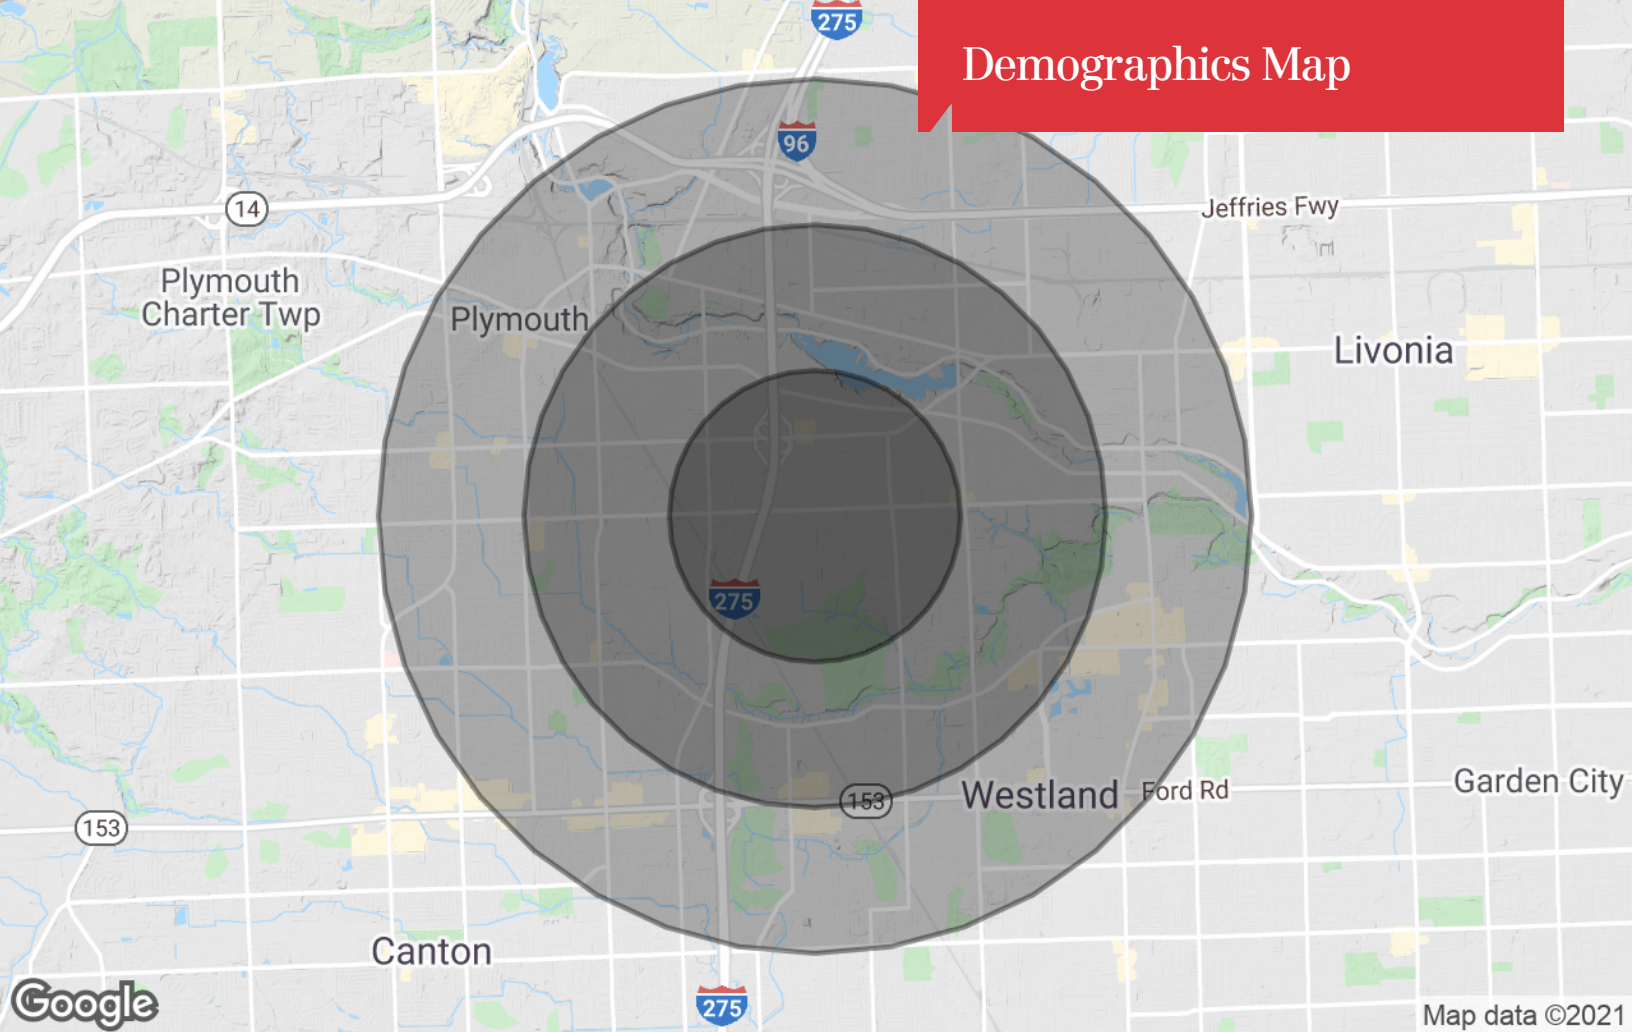 275
Demographics Map
96
Jeffries Fwy
14
Plymouth
Charter Twp
Plymouth
Livonia
275
Westland
Ford Rd
Garden City
153
153
Canton
Google
275
Map data ©2021